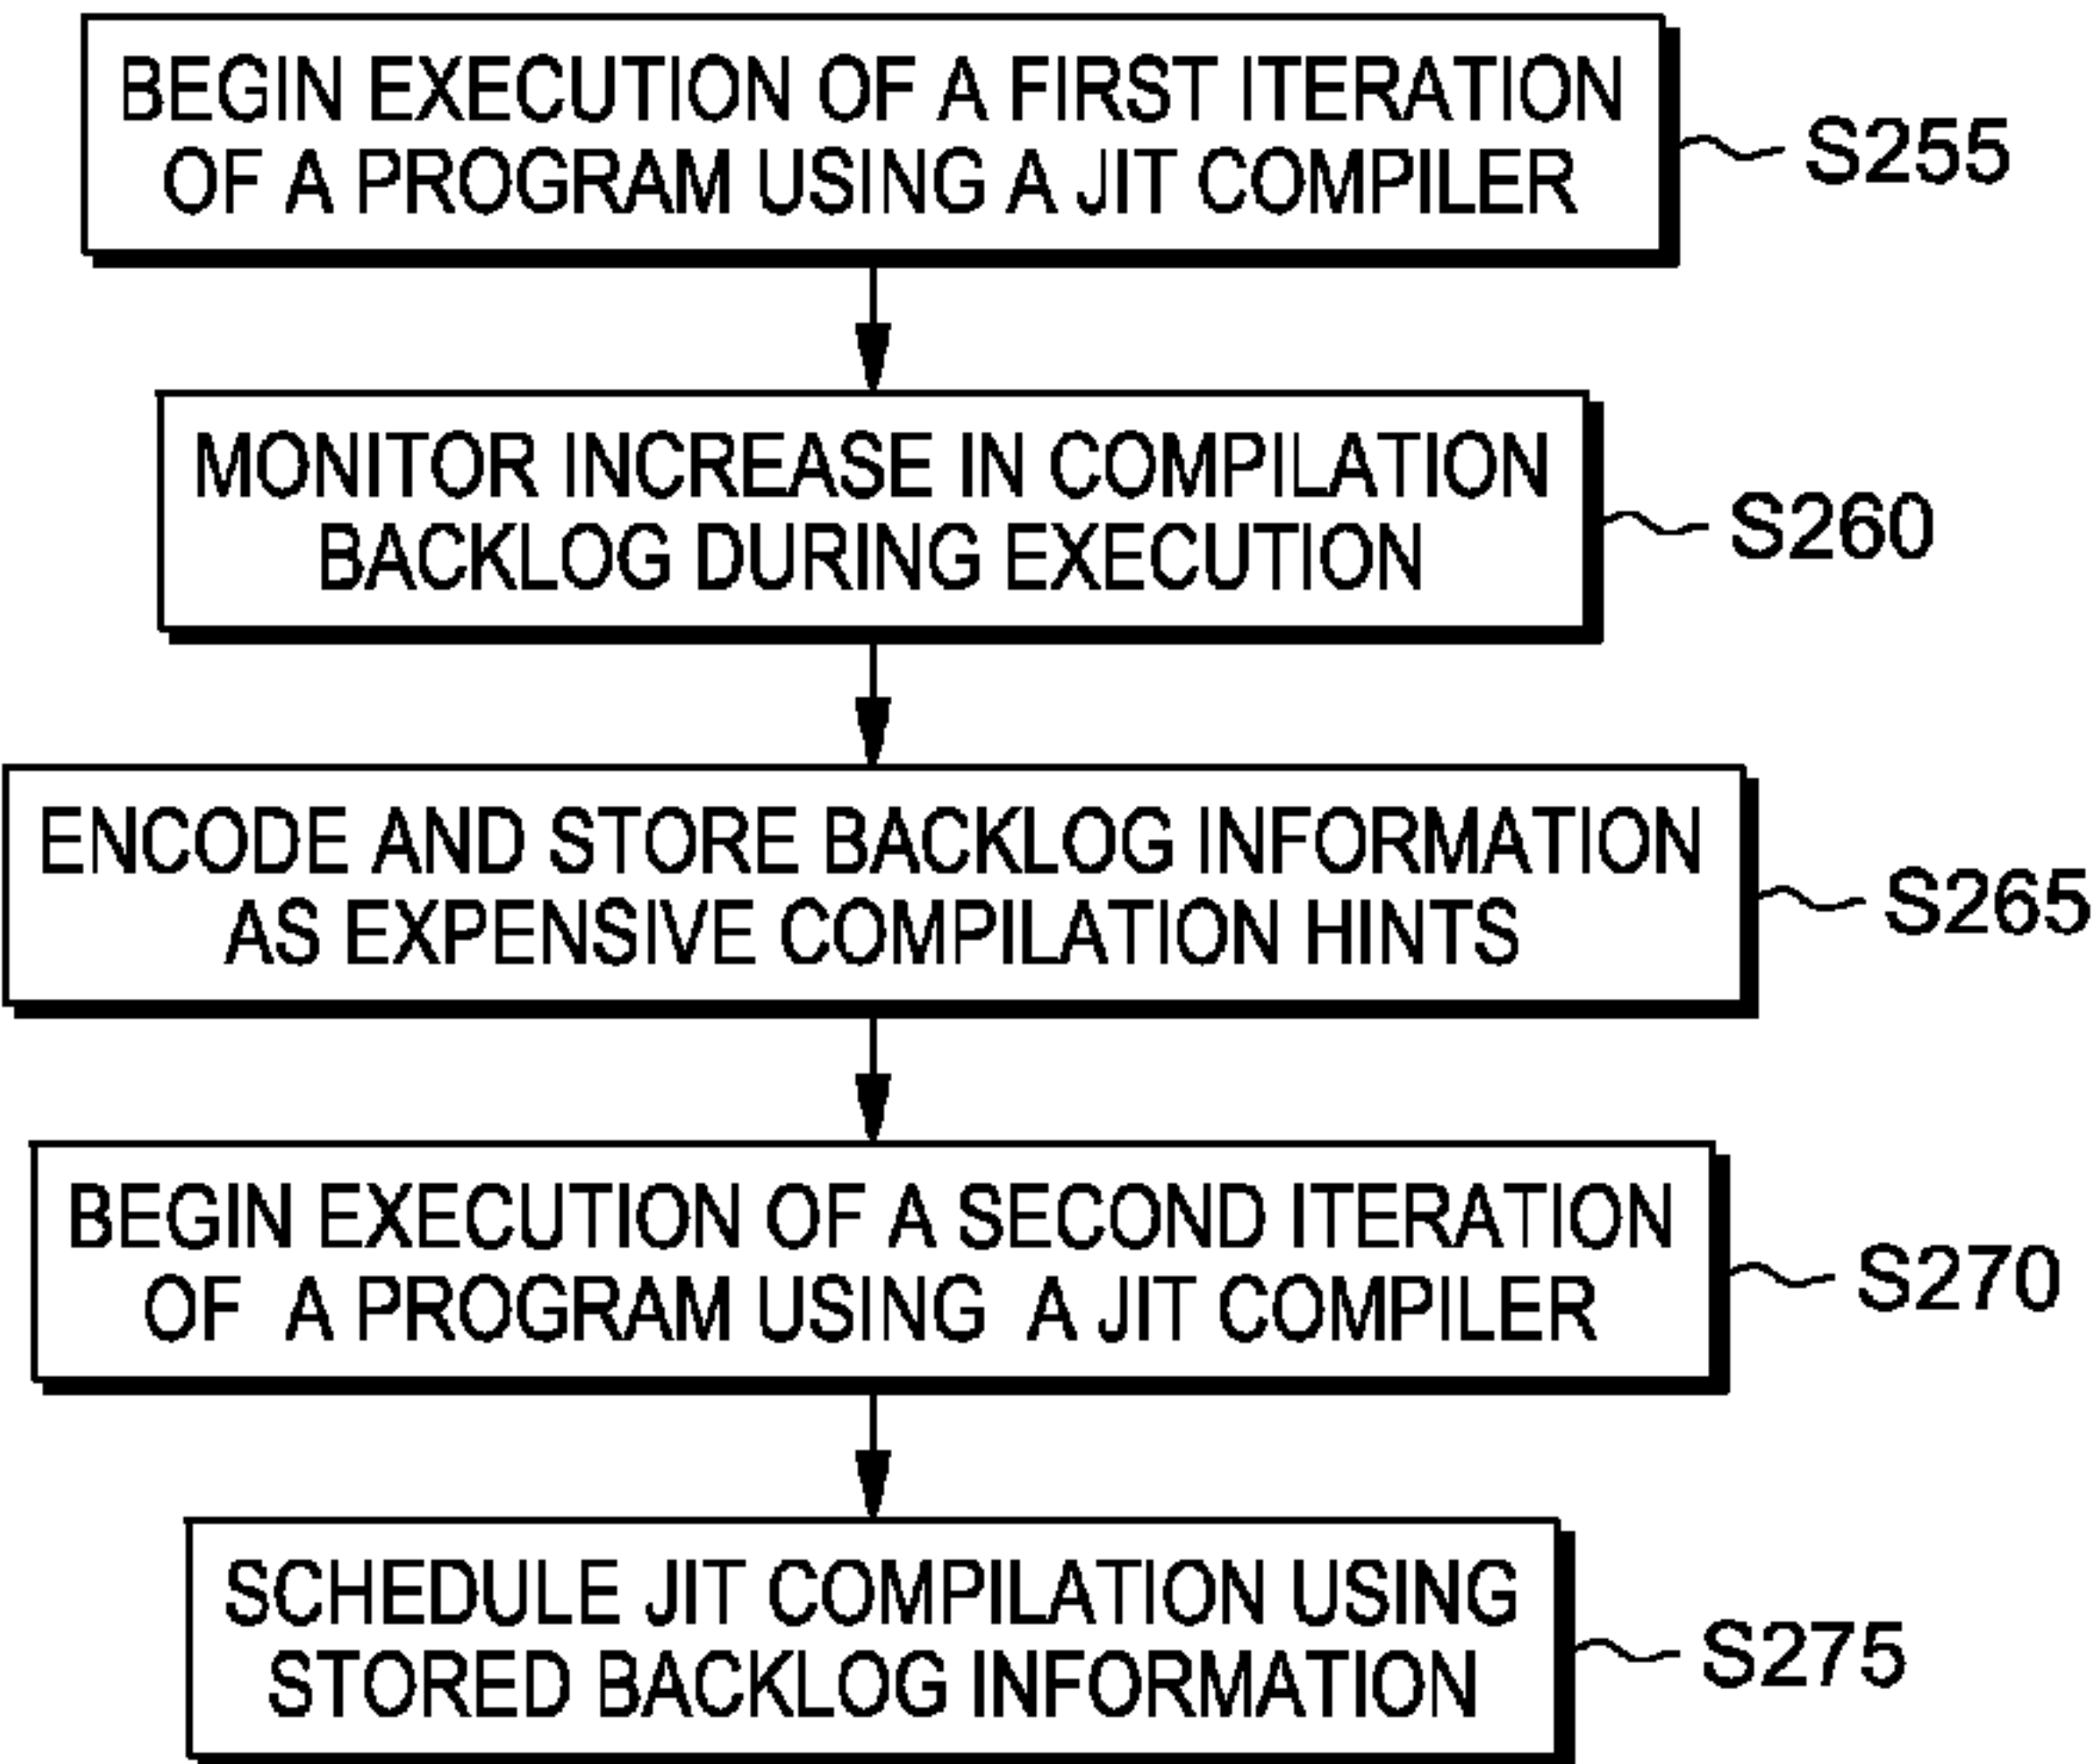 BEGIN EXECUTION OF A FIRST ITERATION
OF A PROGRAM USING A JIT COMPILER
S255
MONITOR INCREASE IN COMPILATION
BACKLOG DURING EXECUTION
S260
ENCODE AND STORE BACKLOG INFORMATION
AS EXPENSIVE COMPILATION HINTS
S265
BEGIN EXECUTION OF A SECOND ITERATION
OF A PROGRAM USING A JIT COMPILER
S270
SCHEDULE JIT COMPILATION USING
STORED BACKLOG INFORMATION
S275